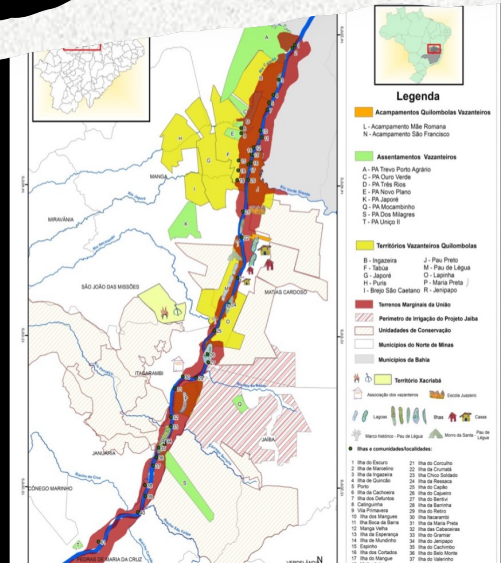 Legenda
Acampamentos Quilombolas Vazanteiros
L - Acampamento Mãe Romana
N - Acampamento São Francisco
Assentamentos Vazanteiros
A - PA Trevo Porto Agrário
C - PA Ouro Verde
D - PA Três Rios
E - PA Novo Plano
K - PA Japoré
Q - PA Mocambinho
S - PA Dos Milagres
T - PA Uniço II
Territórios Vazanteiros Quilombolas
B - Ingazeira
J - Pau Preto
F - Tabúa
M - Pau de Légua
G - Japoré
O - Lapinha
H - Puris
P - Maria Preta
I - Brejo São Caetano
R - Jenipapo
Terrenos Marginais da União
Perímetro de Irrigação do Projeto Jaíba
Unidades de Conservação
Municípios do Norte de Minas
Municípios da Bahia
Território Xacriabá
Associação dos vazanteiros
Escola Juazeiro
Lagoas
Ilhas
Casas
Marco histórico - Pau de Légua
Morro de Santa
Pau de Légua
Ilhas e comunidades/localidades:
1 Ilha do Escuro
2 Ilha de Marcelino
3 Ilha da Ingazeira
4 Ilha de Quincão
5 Porto
6 Ilha da Cachoeira
7 Ilha dos Defuntos
8 Catinguinha
9 Vila Primavera
10 Ilha dos Mangues
11 Ilha Boca da Barra
12 Manga Velha
13 Ilha da Esperança
14 Ilha de Mundinho
15 Espinho
16 Ilha dos Cortados
17 Ilha do Mangue
21 Ilha do Corculho
22 Ilha da Crumatá
23 Ilha Chico Soldado
24 Ilha da Ressaca
25 Ilha do Capão
26 Ilha do Cajueiro
27 Ilha do Bentivi
28 Ilha da Barrinha
29 Ilha do Retiro
30 Ilha Itacarambi
31 Ilha da Maria Preta
32 Ilha das Cabaceiras
33 Ilha do Gramar
34 Ilha do Jenipapo
35 Ilha do Cachimbo
36 Ilha do Belo Monte
37 Ilha do Valerinho
MANGA
MIRAVÂNIA
SÃO JOÃO DAS MISSÕES
MATIAS CARDOSO
ITACARAMBI
JAÍBA
JANUÁRIA
CÔNEGO MARINHO
PEDRAS DE MARIA DA CRUZ
N